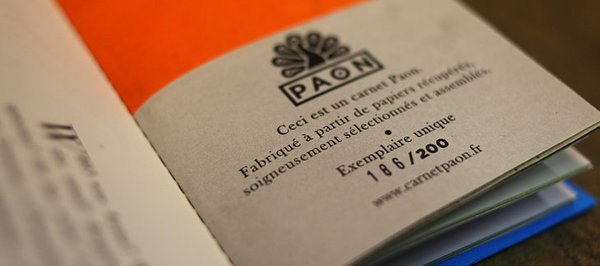 PAON
Ceci est un carnet Paon.
Fabriqué à partir de papiers récupérés,
soigneusement sélectionnés et assemblés.
•
Exemplaire unique
186/200
www.carnetpaon.fr